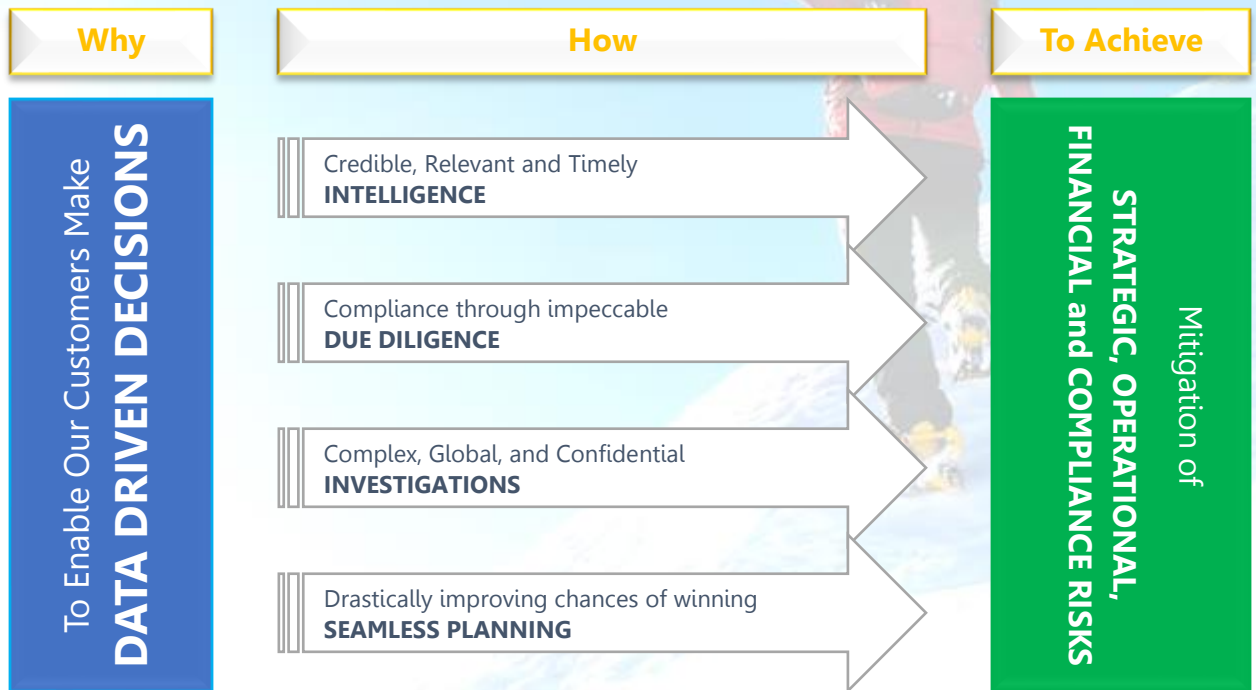 Why
How
To Achieve
To Enable Our Customers Make
DATA DRIVEN DECISIONS
Credible, Relevant and Timely
INTELLIGENCE
Compliance through impeccable
DUE DILIGENCE
Complex, Global, and Confidential
INVESTIGATIONS
Drastically improving chances of winning
SEAMLESS PLANNING
Mitigation of
STRATEGIC, OPERATIONAL,
FINANCIAL and COMPLIANCE RISKS